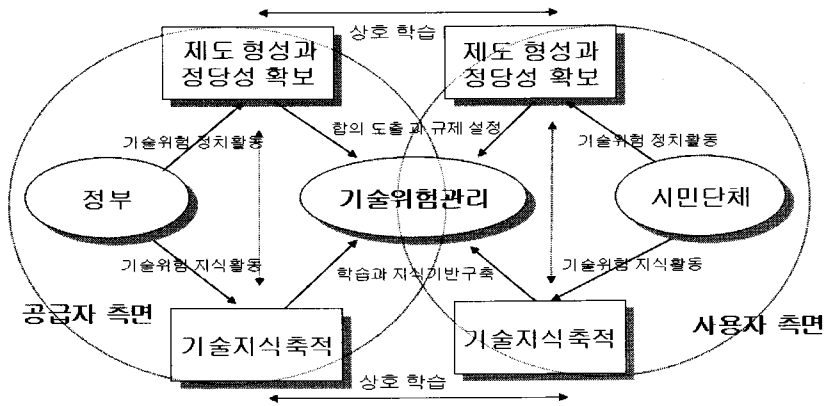 상호 학습
제도 형성과
정당성 확보
제도 형성과
정당성 확보
기술위험 정치활동
합의 도출 과 규제 설정
기술위험 정치활동
정부
기술위험관리
시민단체
기술위험 지식활동
학습과 지식기반구축
기술위험 지식활동
공급자 측면
기술지식축적
기술지식축적
사용자 측면
상호 학습